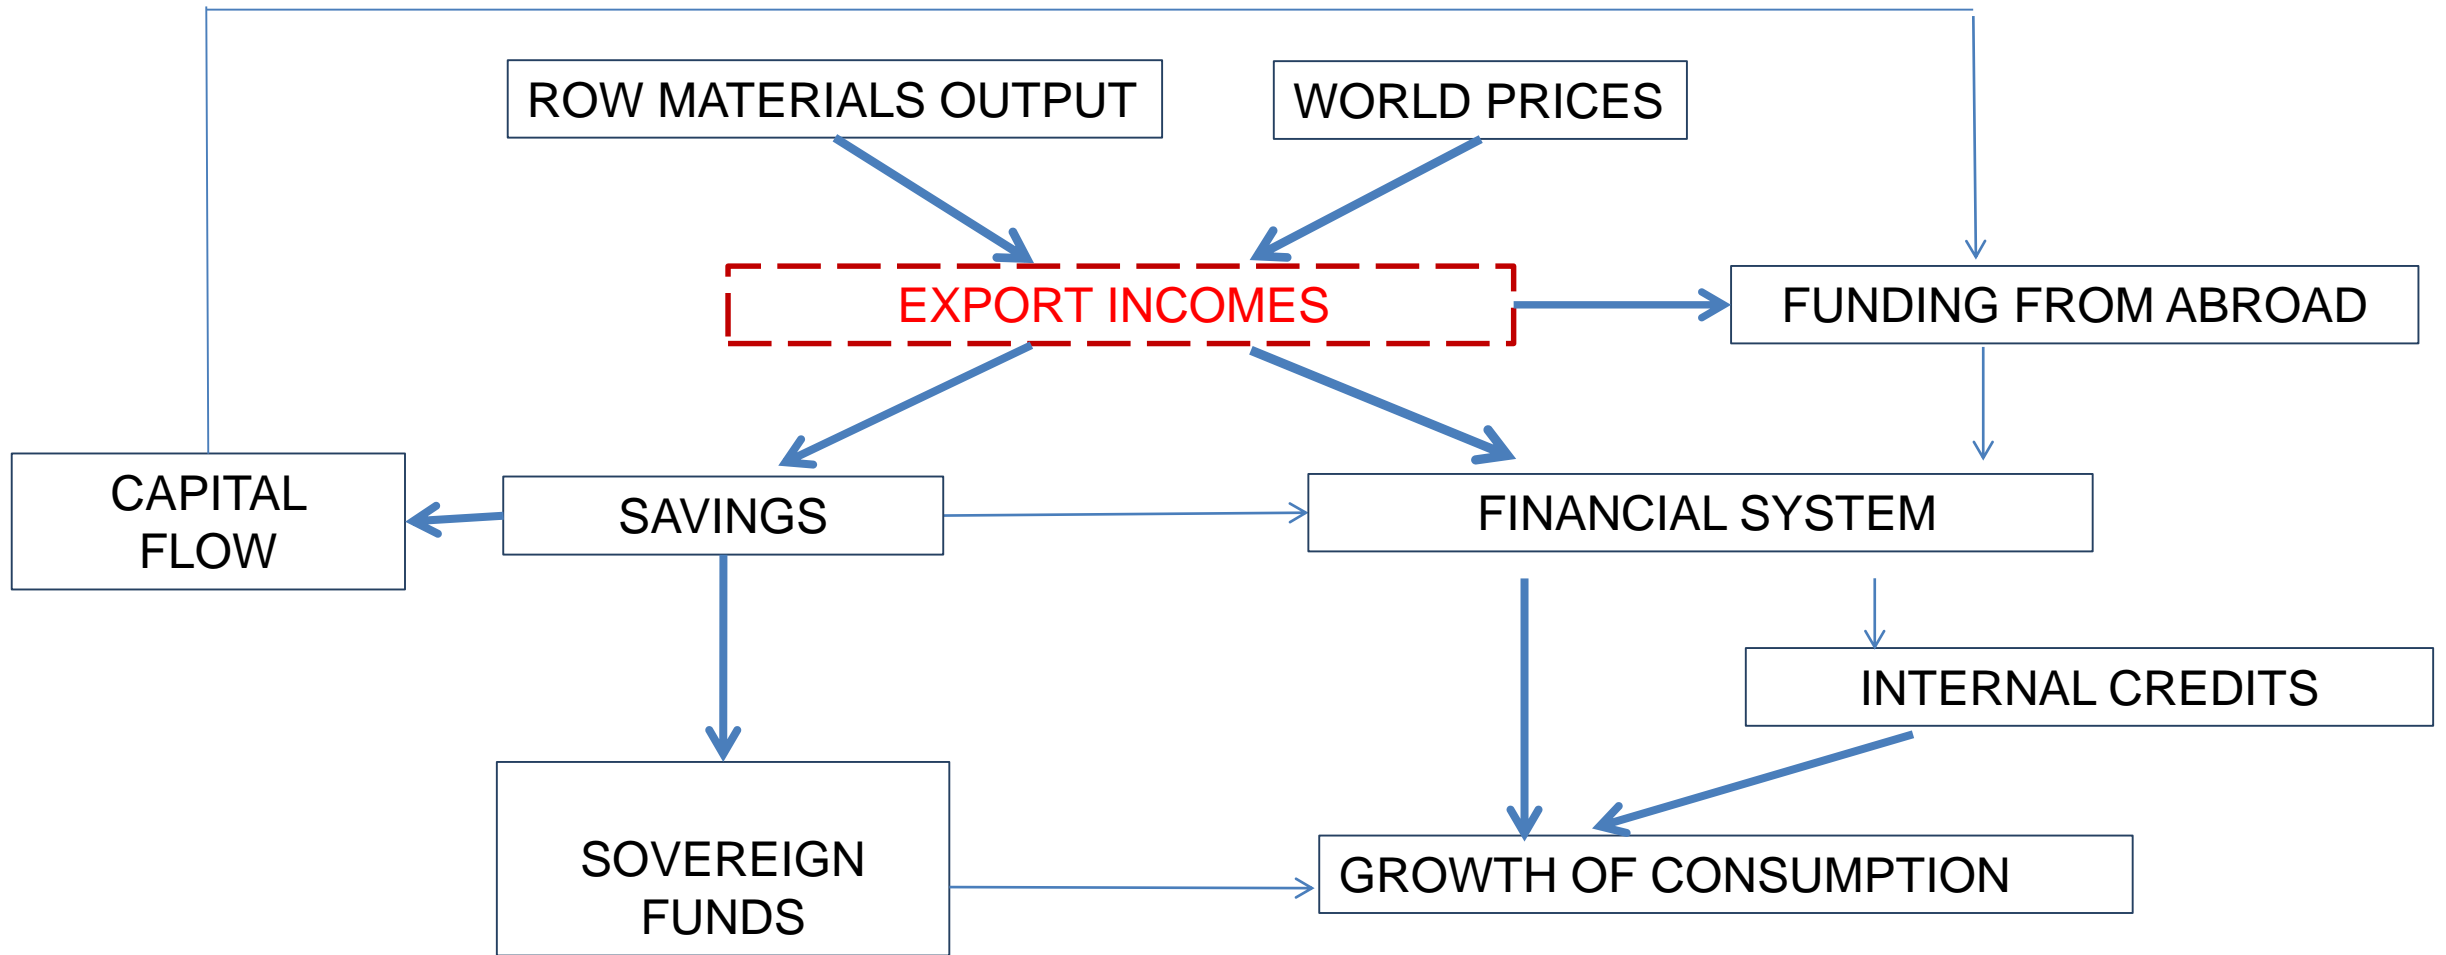 ROW MATERIALS OUTPUT
WORLD PRICES
EXPORT INCOMES
FUNDING FROM ABROAD
CAPITAL
FLOW
SAVINGS
FINANCIAL SYSTEM
INTERNAL CREDITS
SOVEREIGN
FUNDS
GROWTH OF CONSUMPTION